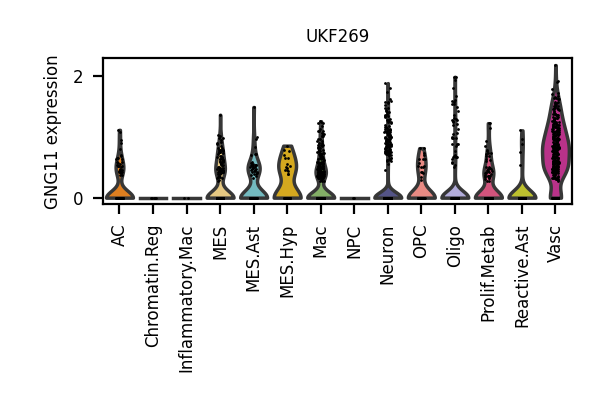 UKF269
GNG11 expression
2
0
AC
Chromatin.Reg
Inflammatory.Mac
MES
MES.Ast
MES.Hyp
Mac
NPC
Neuron
OPC
Oligo
Prolif.Metab
Reactive.Ast
Vasc